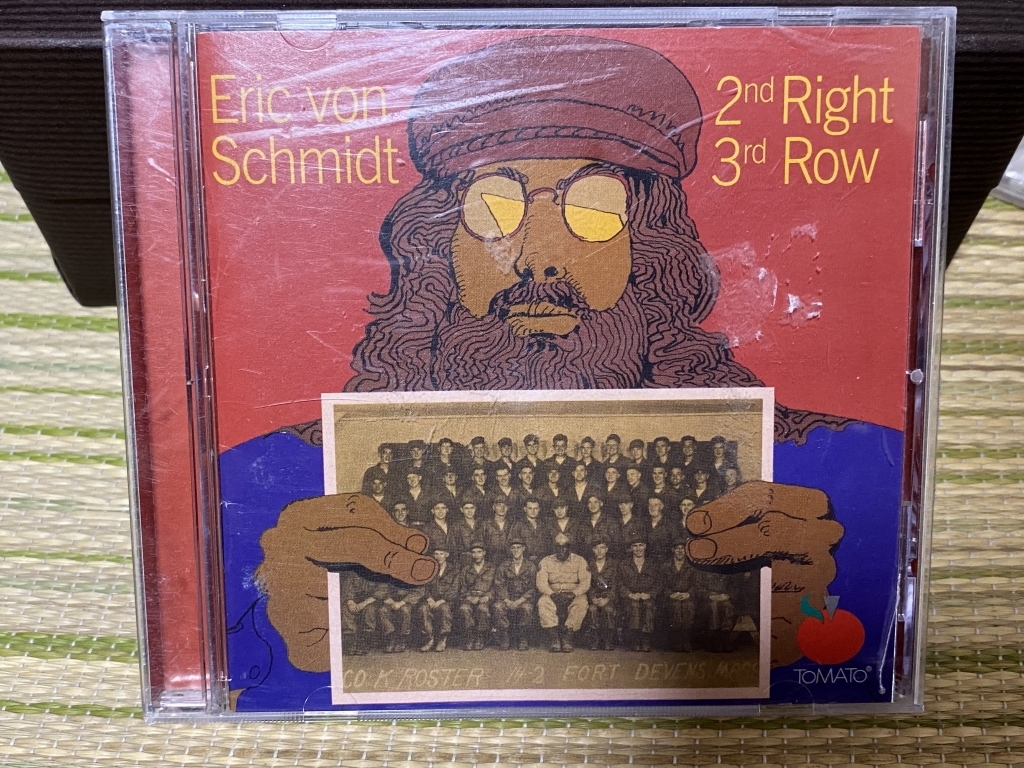 Eric von
Schmidt
2nd Right
3rd Row
CO. K ROSTER 14-2 FORT DEVENS, MASS
TOMATO®